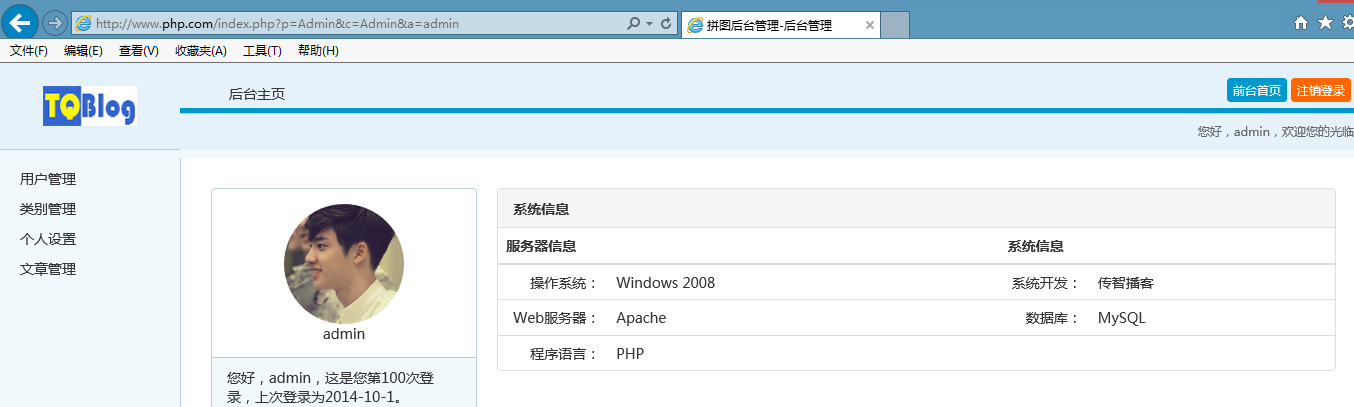 http://www.php.com/index.php?p=Admin&c=Admin&a=admin
拼图后台管理-后台管理
文件(F) 编辑(E) 查看(V) 收藏夹(A) 工具(T) 帮助(H)
TQBlog
后台主页
前台首页 注销登录
您好，admin，欢迎您的光临
用户管理
类别管理
个人设置
文章管理
admin
您好，admin，这是您第100次登
录，上次登录为2014-10-1。
系统信息
服务器信息 系统信息
操作系统： Windows 2008 系统开发： 传智播客
Web服务器： Apache 数据库： MySQL
程序语言： PHP